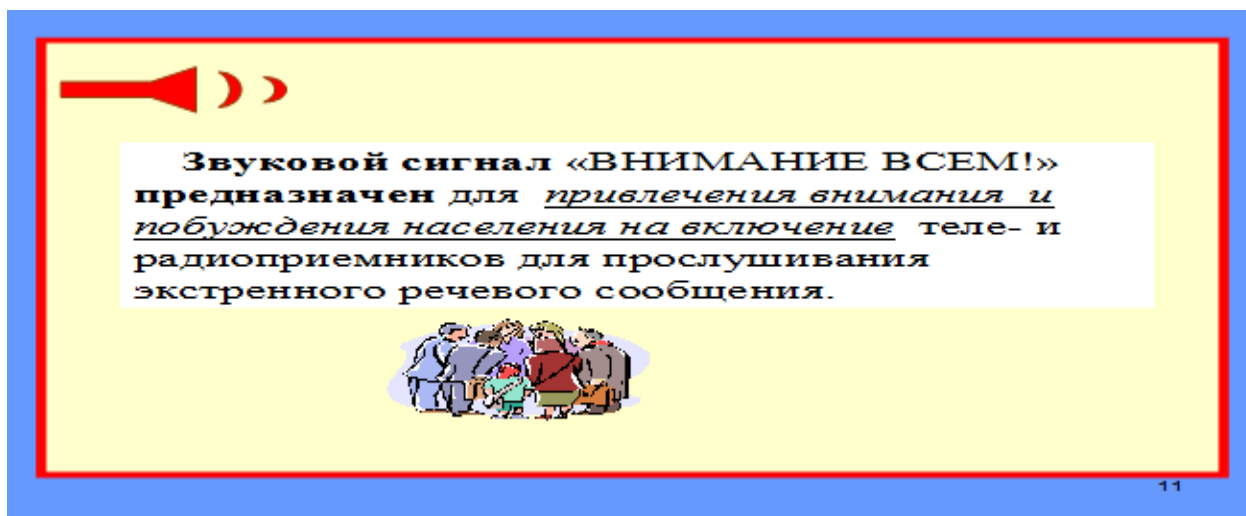 Звуковой сигнал «ВНИМАНИЕ ВСЕМ!»
предназначен для привлечения внимания и
побуждения населения на включение теле- и
радиоприемников для прослушивания
экстренного речевого сообщения.
11